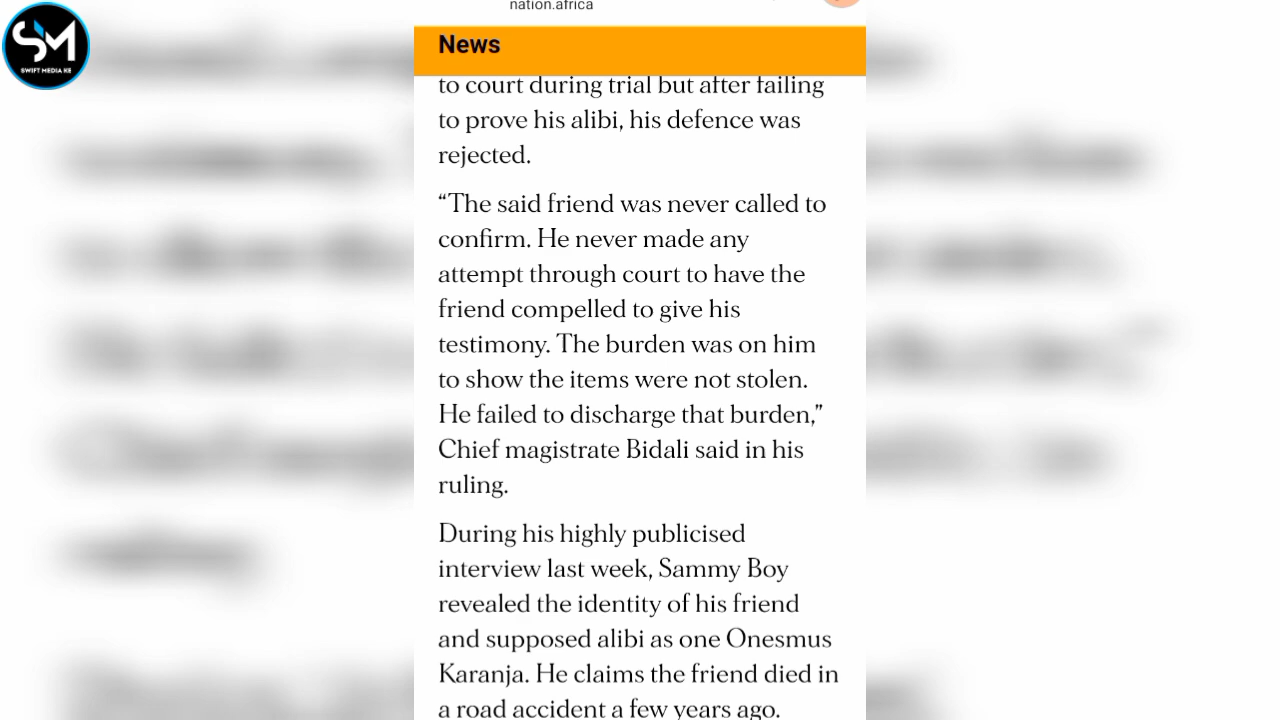 SM
SWIFT MEDIA KE
nation.africa
News
to court during trial but after failing
to prove his alibi, his defence was
rejected.
“The said friend was never called to
confirm. He never made any
attempt through court to have the
friend compelled to give his
testimony. The burden was on him
to show the items were not stolen.
He failed to discharge that burden,”
Chief magistrate Bidali said in his
ruling.
During his highly publicised
interview last week, Sammy Boy
revealed the identity of his friend
and supposed alibi as one Onesmus
Karanja. He claims the friend died in
a road accident a few years ago.